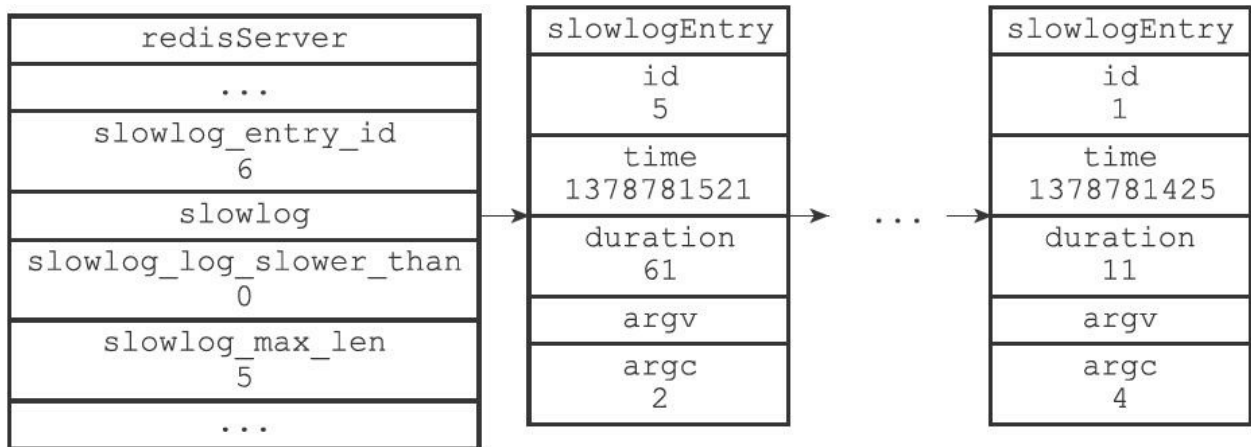 redisServer
...
slowlog_entry_id
6
slowlog
slowlog_log_slower_than
0
slowlog_max_len
5
...
slowlogEntry
id
5
time
1378781521
duration
61
argv
argc
2
...
slowlogEntry
id
1
time
1378781425
duration
11
argv
argc
4